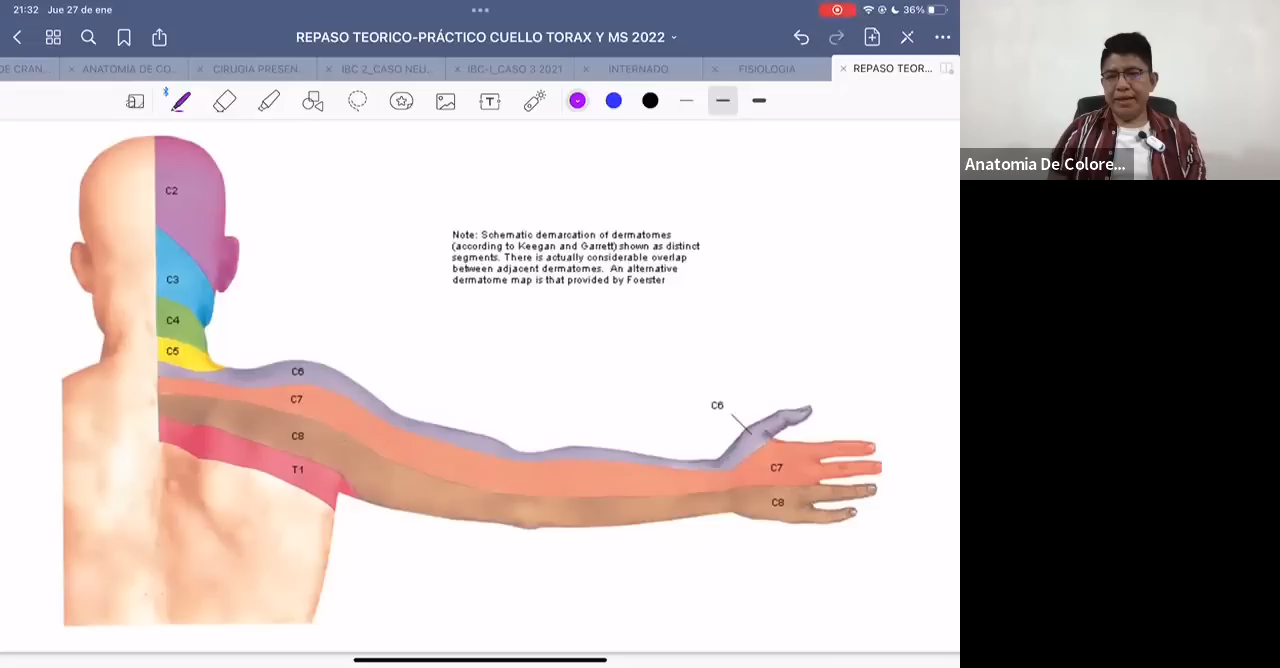 21:32 Jue 27 de ene
36%
REPASO TEORICO-PRÁCTICO CUELLO TORAX Y MS 2022
DE CRAN...
ANATOMÍA DE CO...
CIRUGIA PRESEN...
IBC 2_CASO NEU...
IBC-I_CASO 3 2021
INTERNADO
FISIOLOGIA
REPASO TEOR...
Anatomia De Colore...
C2
Note: Schematic demarcation of dermatomes
(according to Keegan and Garrett) shown as distinct
segments. There is actually considerable overlap
between adjacent dermatomes. An alternative
dermatome map is that provided by Foerster
C3
C4
C5
C6
C7
C8
T1
C6
C7
C8